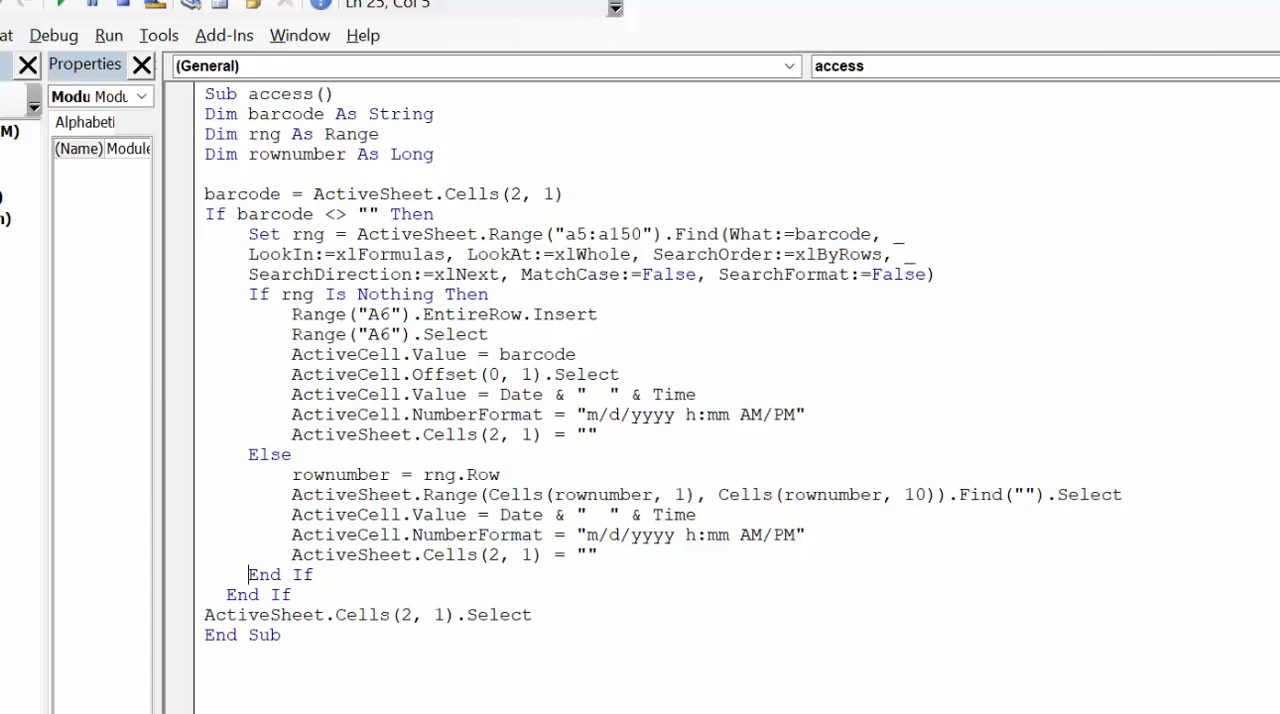 Ln 25, Col 5
at Debug Run Tools Add-Ins Window Help
Properties
(General)
access
Modu Modu
Alphabeti
M)
(Name) Module
)
n)
Sub access()
Dim barcode As String
Dim rng As Range
Dim rownumber As Long
barcode = ActiveSheet.Cells(2, 1)
If barcode <> "" Then
Set rng = ActiveSheet.Range("a5:a150").Find(What:=barcode, _
LookIn:=xlFormulas, LookAt:=xlWhole, SearchOrder:=xlByRows, _
SearchDirection:=xlNext, MatchCase:=False, SearchFormat:=False)
If rng Is Nothing Then
Range("A6").EntireRow.Insert
Range("A6").Select
ActiveCell.Value = barcode
ActiveCell.Offset(0, 1).Select
ActiveCell.Value = Date & "  " & Time
ActiveCell.NumberFormat = "m/d/yyyy h:mm AM/PM"
ActiveSheet.Cells(2, 1) = ""
Else
rownumber = rng.Row
ActiveSheet.Range(Cells(rownumber, 1), Cells(rownumber, 10)).Find("").Select
ActiveCell.Value = Date & "  " & Time
ActiveCell.NumberFormat = "m/d/yyyy h:mm AM/PM"
ActiveSheet.Cells(2, 1) = ""
End If
End If
ActiveSheet.Cells(2, 1).Select
End Sub